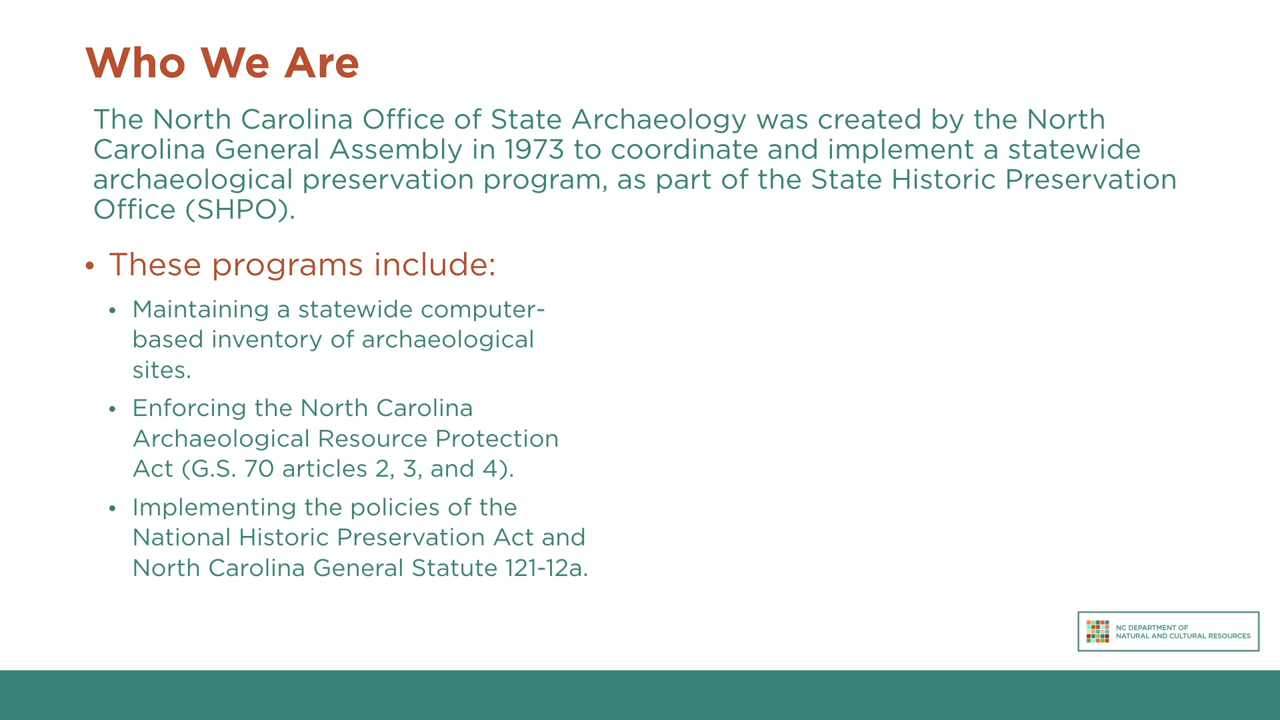 Who We Are
The North Carolina Office of State Archaeology was created by the North
Carolina General Assembly in 1973 to coordinate and implement a statewide
archaeological preservation program, as part of the State Historic Preservation
Office (SHPO).
• These programs include:
• Maintaining a statewide computer-
based inventory of archaeological
sites.
• Enforcing the North Carolina
Archaeological Resource Protection
Act (G.S. 70 articles 2, 3, and 4).
• Implementing the policies of the
National Historic Preservation Act and
North Carolina General Statute 121-12a.
NC DEPARTMENT OF
NATURAL AND CULTURAL RESOURCES